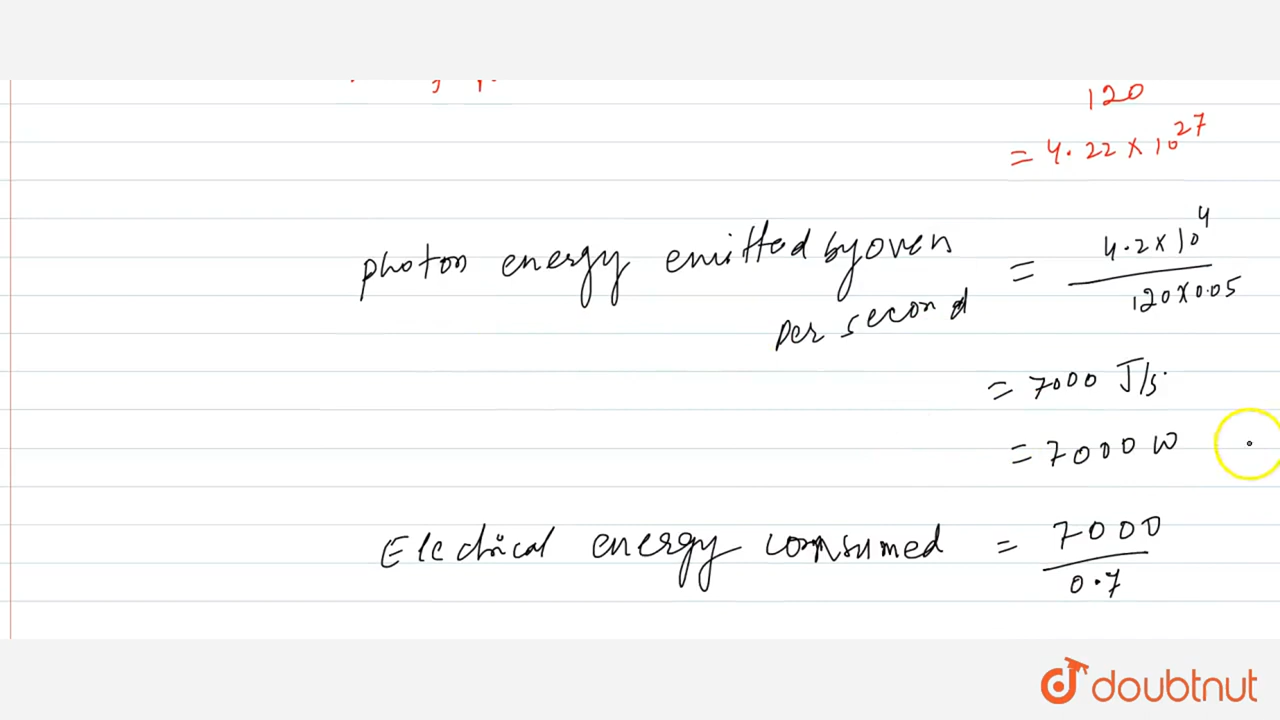 120
= 4.22 × 10^27
photon energy emitted by oven per second = 4.2 × 10^4 / 120 × 0.05
= 7000 J/s.
= 7000 W
Electrical energy consumed = 7000 / 0.7
doubtnut